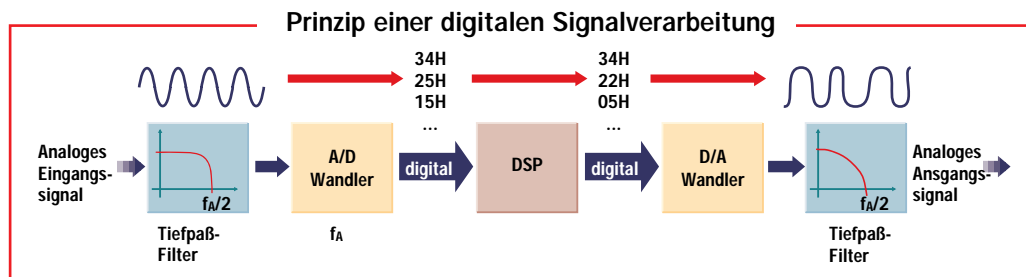 Prinzip einer digitalen Signalverarbeitung
34H
25H
15H
...
34H
22H
05H
...
Analoges
Eingangs-
signal
fA/2
Tiefpaß-
Filter
A/D
Wandler
fA
digital
DSP
digital
D/A
Wandler
fA/2
Tiefpaß-
Filter
Analoges
Ansgangs-
signal